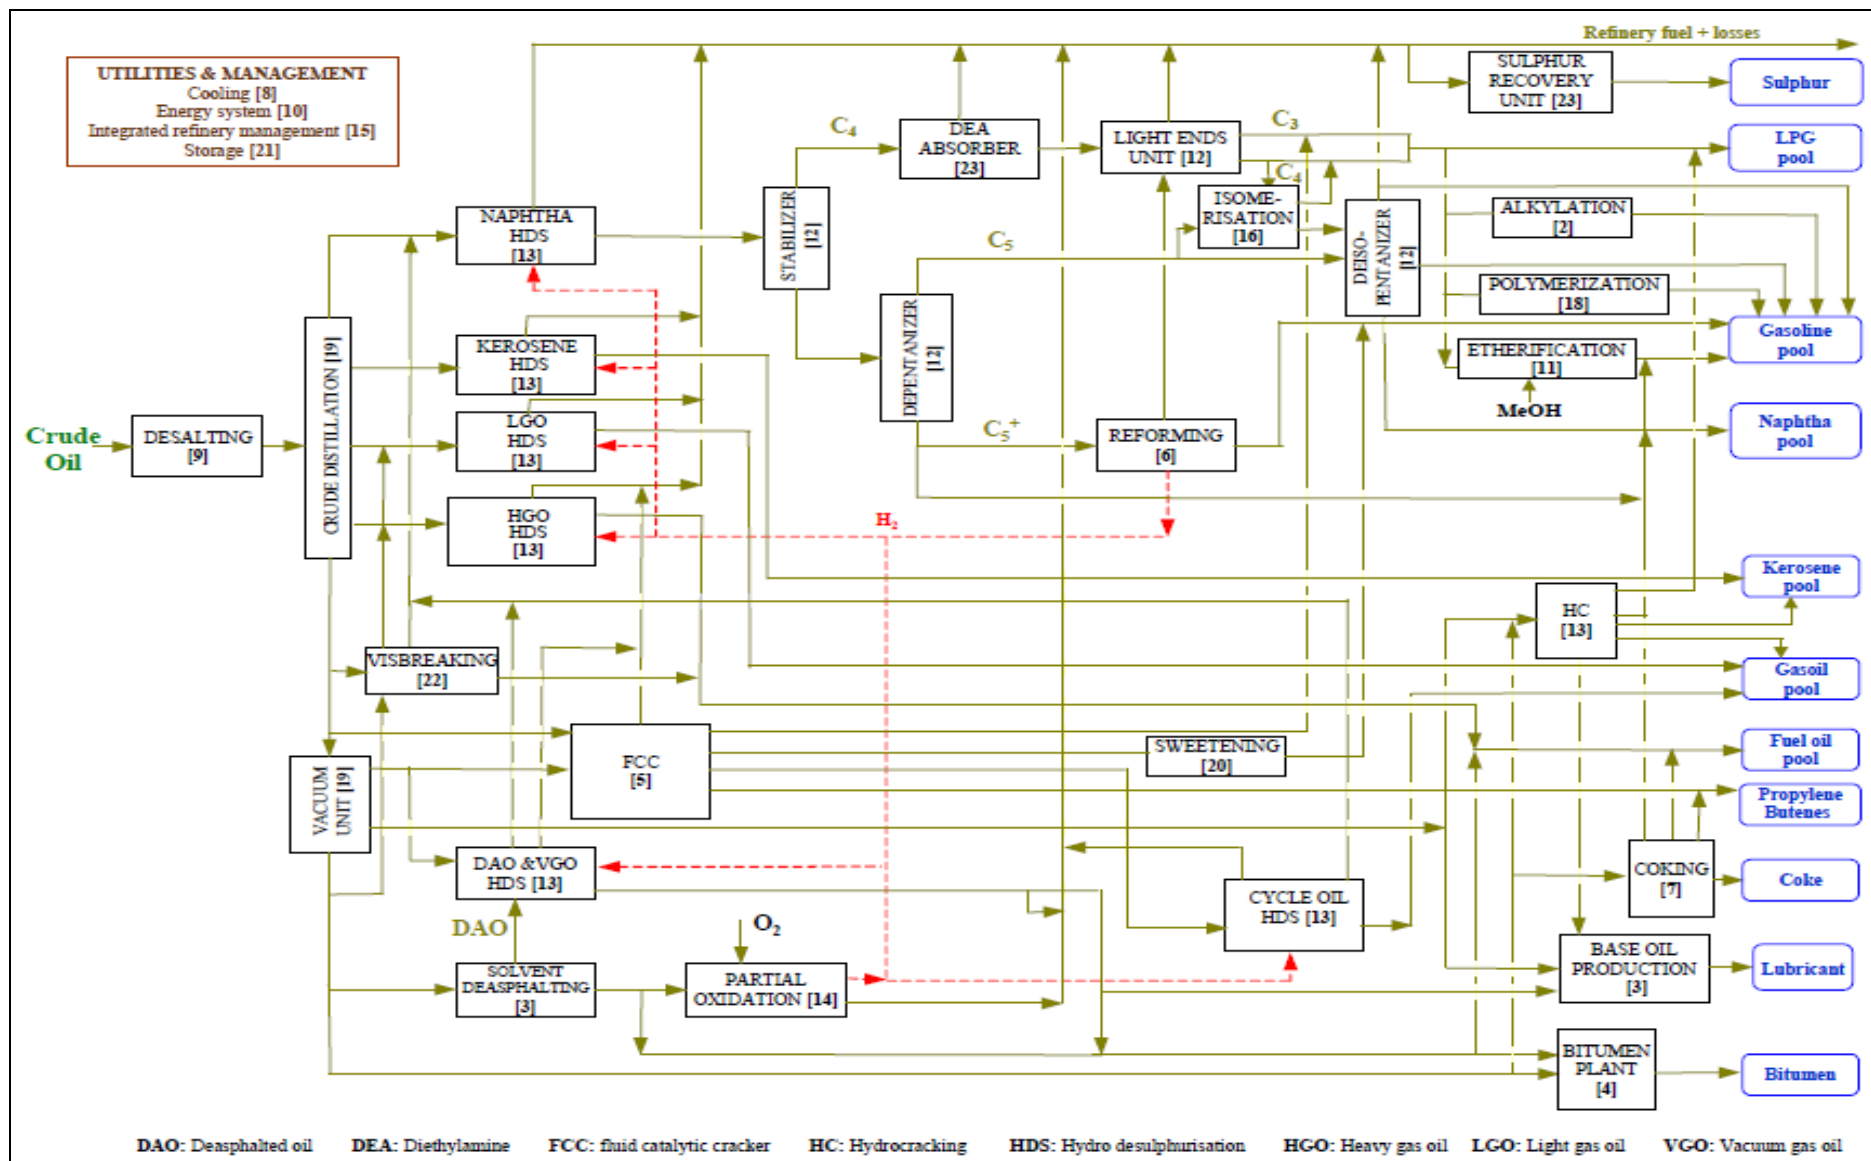 Refinery fuel + losses
UTILITIES & MANAGEMENT
Cooling [8]
Energy system [10]
Integrated refinery management [15]
Storage [21]
SULPHUR
RECOVERY
UNIT [23]
Sulphur
C4
DEA
ABSORBER
[23]
LIGHT ENDS
UNIT [12]
C3
C4
LPG
pool
NAPHTHA
HDS
[13]
STABILIZER
[12]
ISOME-
RISATION
[16]
DEISO-
PENTANIZER
[12]
ALKYLATION
[2]
C5
POLYMERIZATION
[18]
Gasoline
pool
CRUDE DISTILLATION [19]
KEROSENE
HDS
[13]
DEPENTANIZER
[12]
ETHERIFICATION
[11]
MeOH
Naphtha
pool
Crude
Oil
DESALTING
[9]
LGO
HDS
[13]
C5+
REFORMING
[6]
HGO
HDS
[13]
H2
Kerosene
pool
HC
[13]
VISBREAKING
[22]
Gasoil
pool
VACUUM
UNIT [19]
FCC
[5]
SWEETENING
[20]
Fuel oil
pool
Propylene
Butenes
DAO &VGO
HDS [13]
COKING
[7]
Coke
CYCLE OIL
HDS [13]
DAO
O2
SOLVENT
DEASPHALTING
[3]
PARTIAL
OXIDATION [14]
BASE OIL
PRODUCTION
[3]
Lubricant
BITUMEN
PLANT
[4]
Bitumen
DAO: Deasphalted oil DEA: Diethylamine FCC: fluid catalytic cracker HC: Hydrocracking HDS: Hydro desulphurisation HGO: Heavy gas oil LGO: Light gas oil VGO: Vacuum gas oil